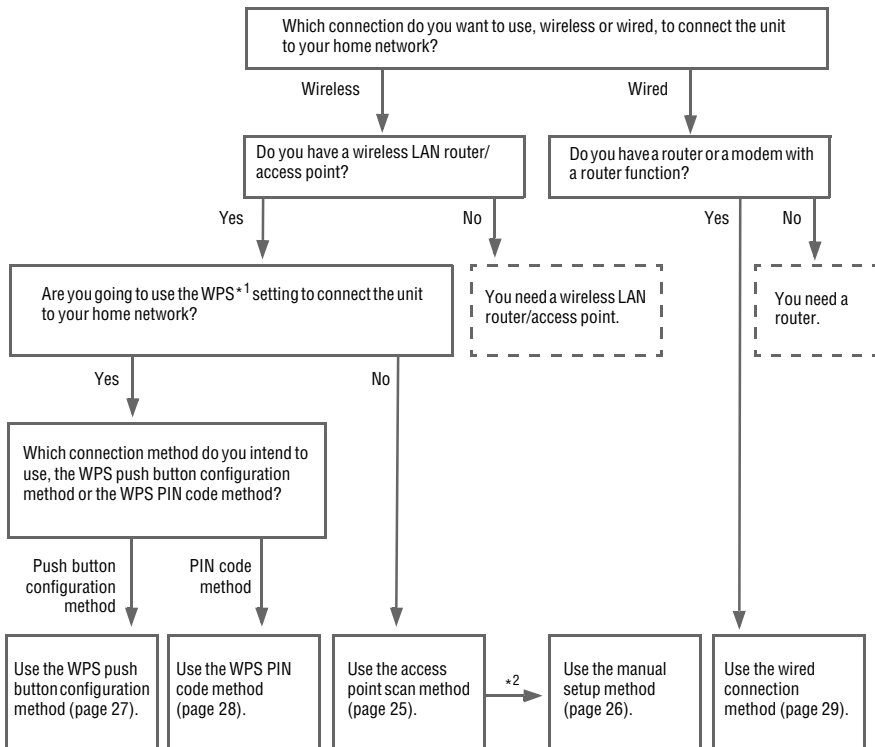 Which connection do you want to use, wireless or wired, to connect the unit
to your home network?
Wireless
Wired
Do you have a wireless LAN router/
access point?
Do you have a router or a modem with
a router function?
Yes
No
Yes
No
Are you going to use the WPS*1 setting to connect the unit
to your home network?
You need a wireless LAN
router/access point.
You need a
router.
Yes
No
Which connection method do you intend to
use, the WPS push button configuration
method or the WPS PIN code method?
Push button
configuration
method
PIN code
method
Use the WPS push
button configuration
method (page 27).
Use the WPS PIN
code method
(page 28).
Use the access
point scan method
(page 25).
*2
Use the manual
setup method
(page 26).
Use the wired
connection
method (page 29).